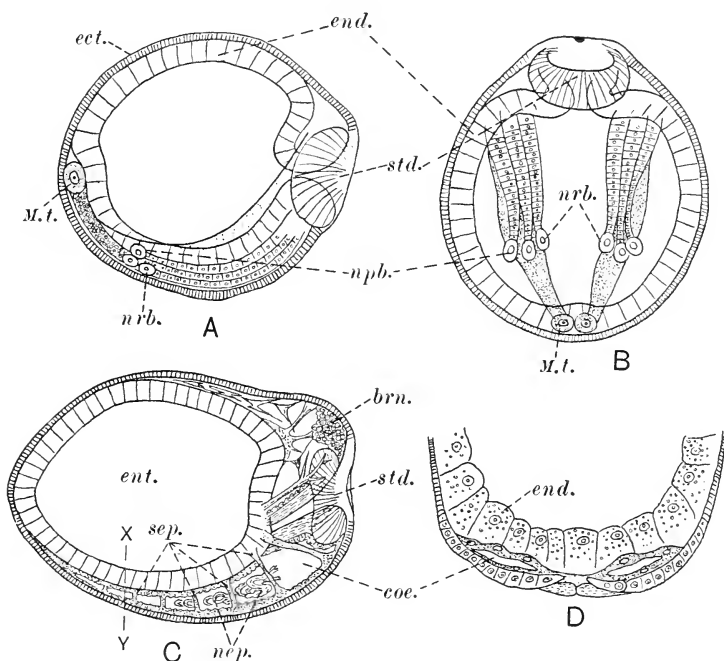 ect.
end.
std.
M.t.
npb.
nrb.
A
nrb.
M.t.
B
brn.
ent.
std.
sep.
X
coe.
Y
nep.
C
end.
D